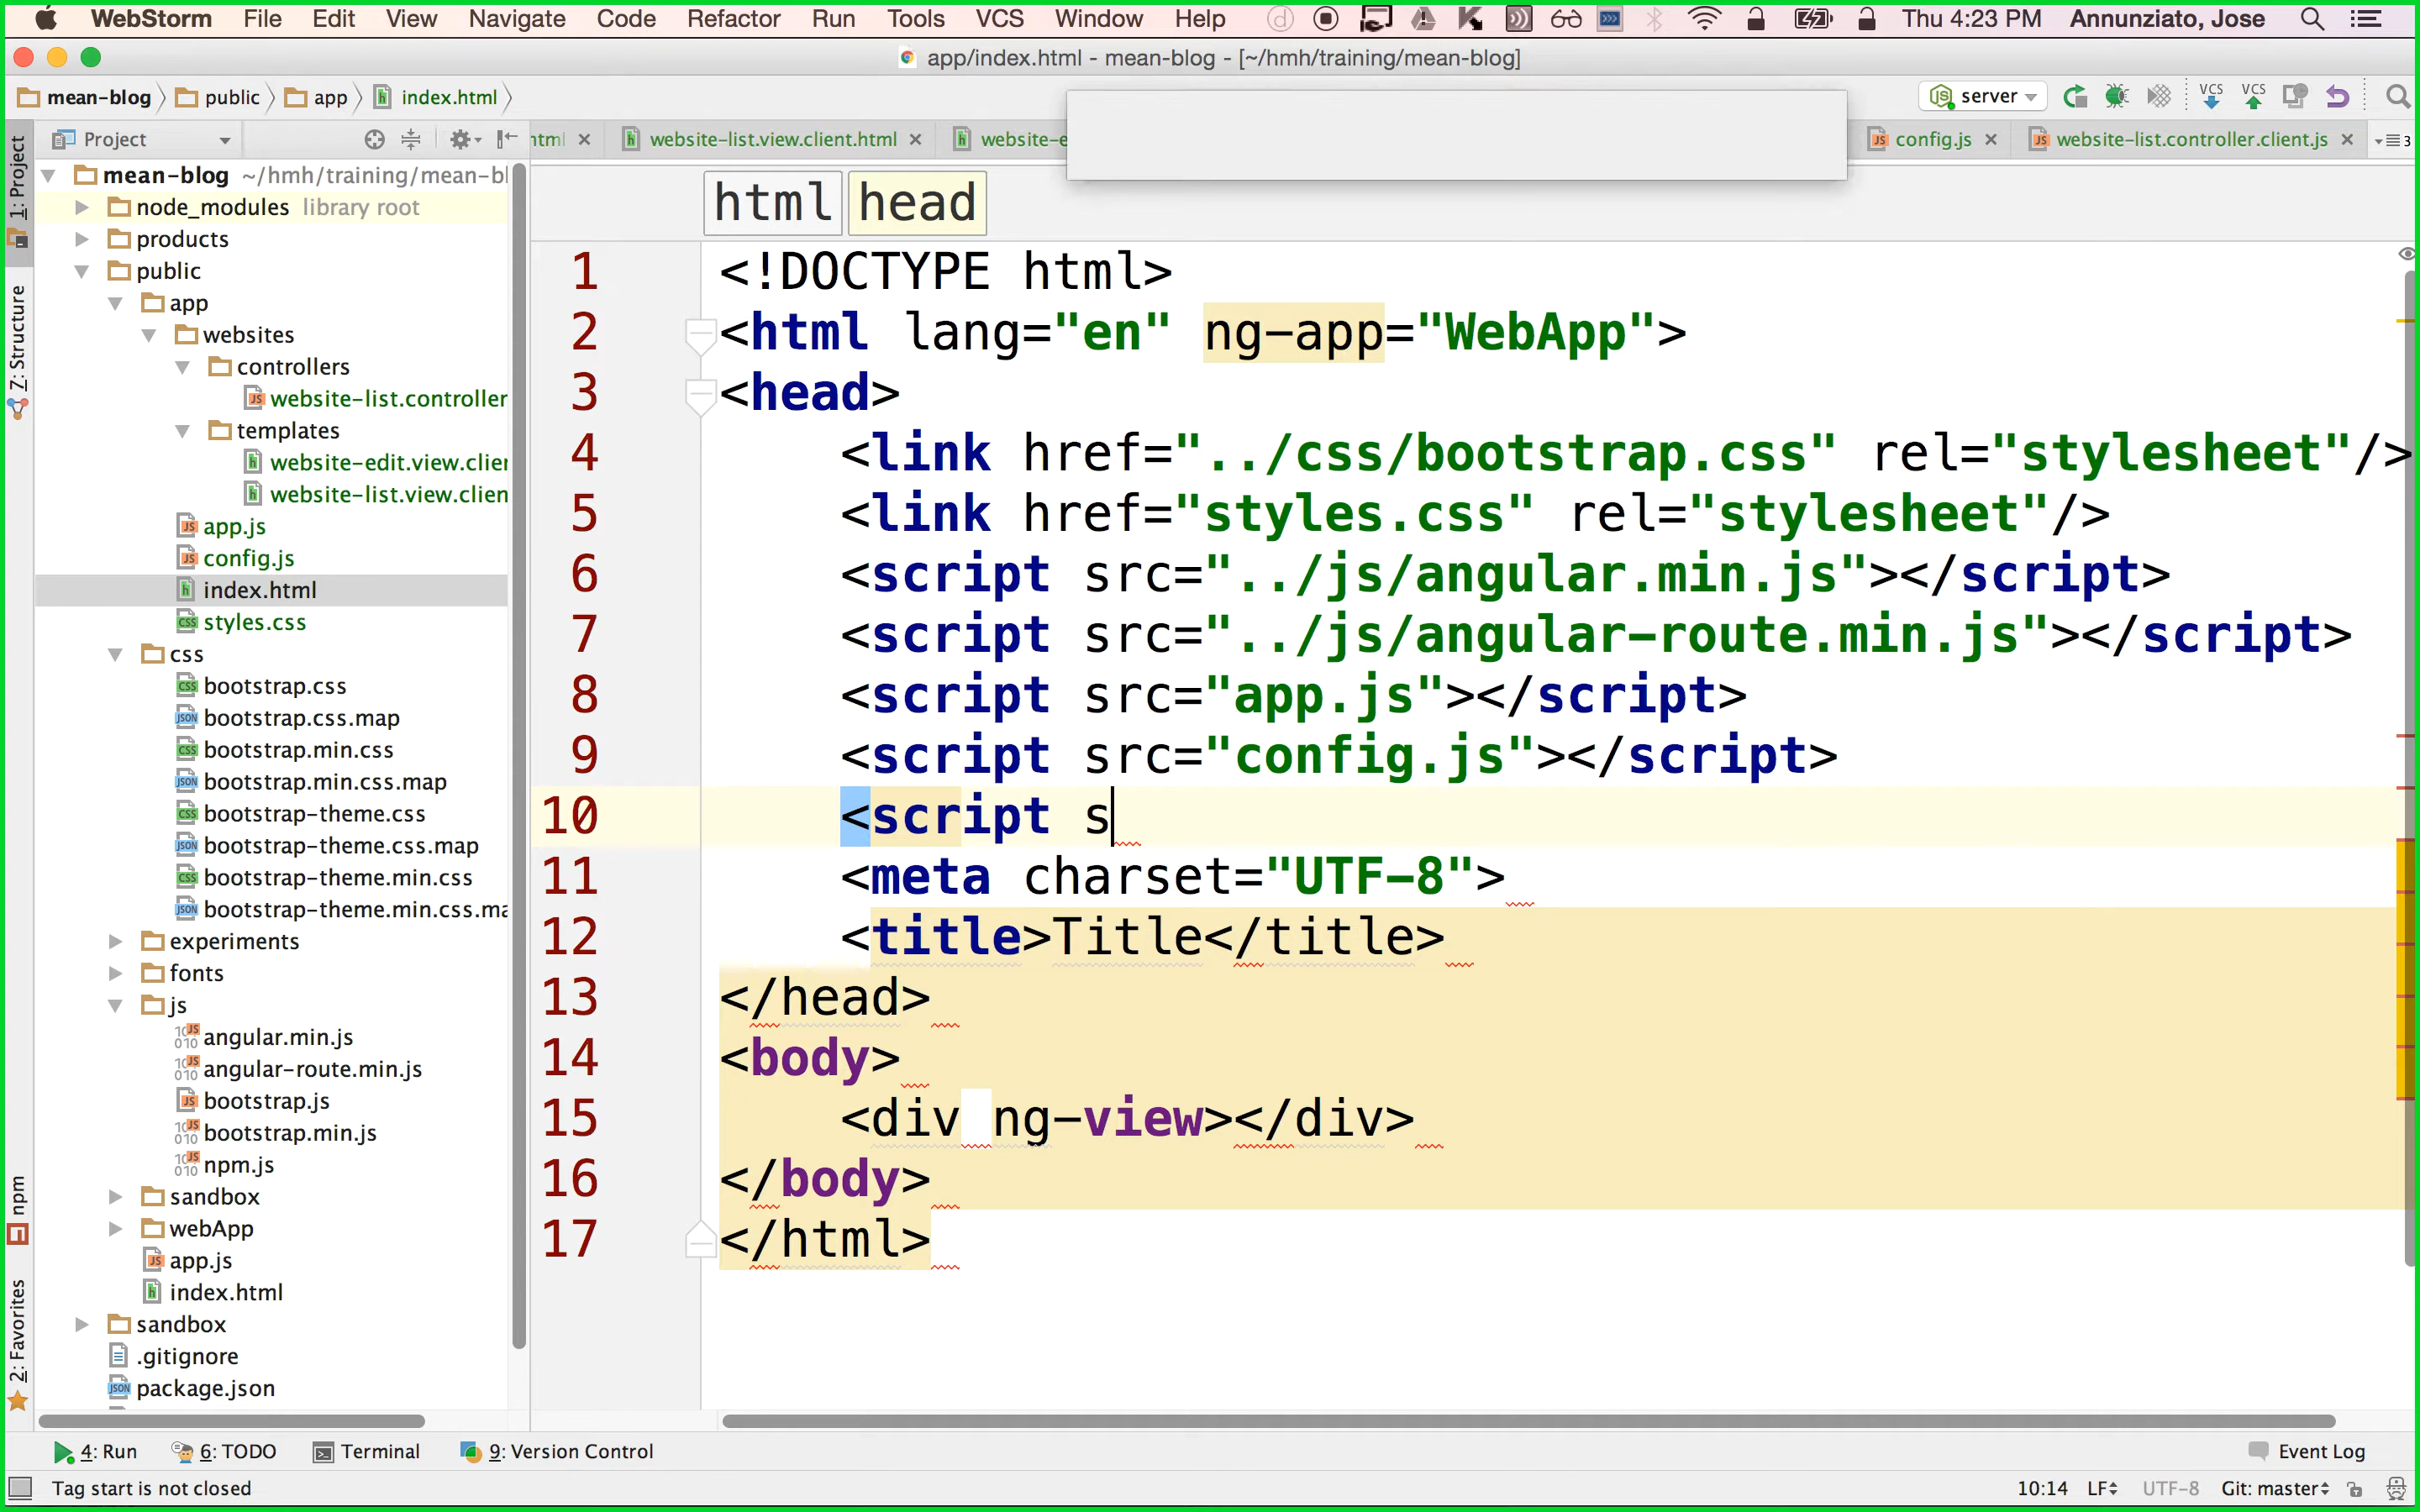 WebStorm File Edit View Navigate Code Refactor Run Tools VCS Window Help Thu 4:23 PM Annunziato, Jose
app/index.html - mean-blog - [~/hmh/training/mean-blog]
mean-blog public app index.html server VCS VCS
Project html website-list.view.client.html website-e config.js website-list.controller.client.js 3
1: Project
7: Structure
npm
2: Favorites
mean-blog ~/hmh/training/mean-bl
node_modules library root
products
public
app
websites
controllers
website-list.controller
templates
website-edit.view.clier
website-list.view.clien
app.js
config.js
index.html
styles.css
css
bootstrap.css
bootstrap.css.map
bootstrap.min.css
bootstrap.min.css.map
bootstrap-theme.css
bootstrap-theme.css.map
bootstrap-theme.min.css
bootstrap-theme.min.css.ma
experiments
fonts
js
angular.min.js
angular-route.min.js
bootstrap.js
bootstrap.min.js
npm.js
sandbox
webApp
app.js
index.html
sandbox
.gitignore
package.json
html head
1 <!DOCTYPE html>
2 <html lang="en" ng-app="WebApp">
3 <head>
4 <link href="../css/bootstrap.css" rel="stylesheet"/>
5 <link href="styles.css" rel="stylesheet"/>
6 <script src="../js/angular.min.js"></script>
7 <script src="../js/angular-route.min.js"></script>
8 <script src="app.js"></script>
9 <script src="config.js"></script>
10 <script s
11 <meta charset="UTF-8">
12 <title>Title</title>
13 </head>
14 <body>
15 <div ng-view></div>
16 </body>
17 </html>
4: Run 6: TODO Terminal 9: Version Control Event Log
Tag start is not closed 10:14 LF UTF-8 Git: master